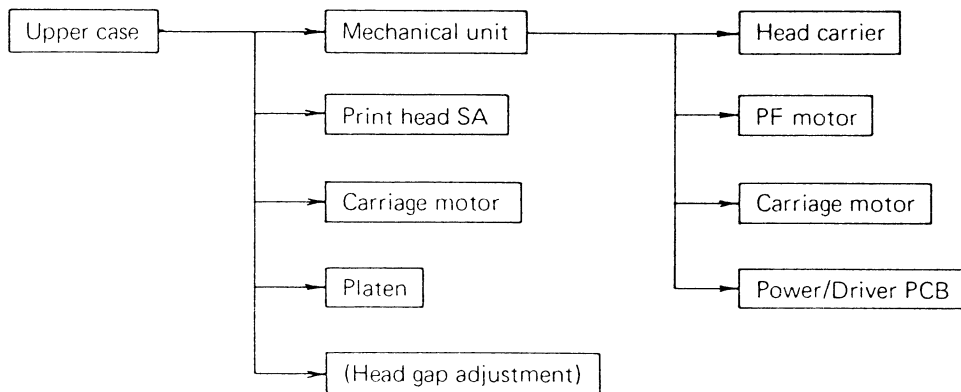 Upper case
Mechanical unit
Head carrier
Print head SA
PF motor
Carriage motor
Carriage motor
Platen
Power/Driver PCB
(Head gap adjustment)